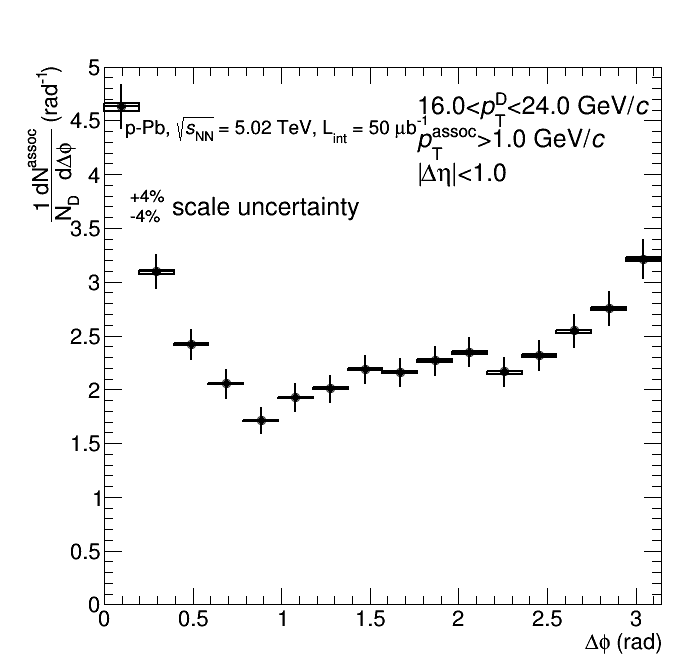 1 dN^assoc / N_D dΔϕ (rad^-1)
5
4.5
4
3.5
3
2.5
2
1.5
1
0.5
0
16.0<p_T^D<24.0 GeV/c
p-Pb, √s_NN = 5.02 TeV, L_int = 50 μb^-1
p_T^assoc>1.0 GeV/c
|Δη|<1.0
+4%
-4% scale uncertainty
0 0.5 1 1.5 2 2.5 3
Δϕ (rad)